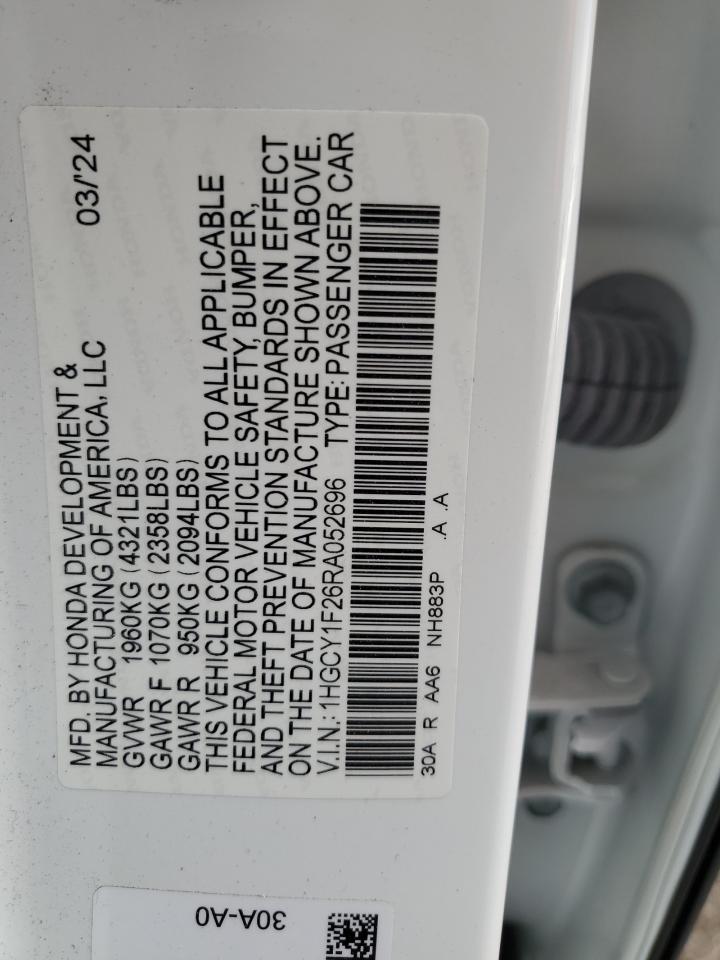 MFD. BY HONDA DEVELOPMENT &
MANUFACTURING OF AMERICA, LLC 03/'24
GVWR 1960KG (4321LBS)
GAWR F 1070KG (2358LBS)
GAWR R 950KG (2094LBS)
THIS VEHICLE CONFORMS TO ALL APPLICABLE
FEDERAL MOTOR VEHICLE SAFETY, BUMPER,
AND THEFT PREVENTION STANDARDS IN EFFECT
ON THE DATE OF MANUFACTURE SHOWN ABOVE.
V.I.N.: 1HGCY1F26RA052696 TYPE: PASSENGER CAR
30A R AA6 NH883P .A .A
30A-A0